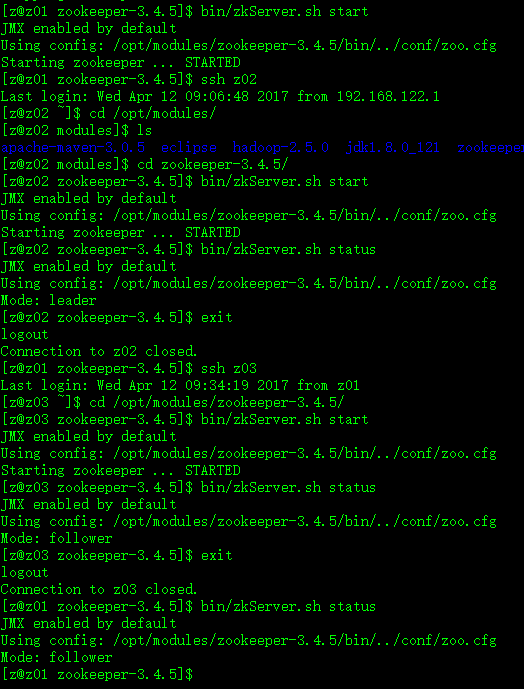 [z@z01 zookeeper-3.4.5]$ bin/zkServer.sh start
JMX enabled by default
Using config: /opt/modules/zookeeper-3.4.5/bin/../conf/zoo.cfg
Starting zookeeper ... STARTED
[z@z01 zookeeper-3.4.5]$ ssh z02
Last login: Wed Apr 12 09:06:48 2017 from 192.168.122.1
[z@z02 ~]$ cd /opt/modules/
[z@z02 modules]$ ls
apache-maven-3.0.5  eclipse  hadoop-2.5.0  jdk1.8.0_121  zookeeper
[z@z02 modules]$ cd zookeeper-3.4.5/
[z@z02 zookeeper-3.4.5]$ bin/zkServer.sh start
JMX enabled by default
Using config: /opt/modules/zookeeper-3.4.5/bin/../conf/zoo.cfg
Starting zookeeper ... STARTED
[z@z02 zookeeper-3.4.5]$ bin/zkServer.sh status
JMX enabled by default
Using config: /opt/modules/zookeeper-3.4.5/bin/../conf/zoo.cfg
Mode: leader
[z@z02 zookeeper-3.4.5]$ exit
logout
Connection to z02 closed.
[z@z01 zookeeper-3.4.5]$ ssh z03
Last login: Wed Apr 12 09:34:19 2017 from z01
[z@z03 ~]$ cd /opt/modules/zookeeper-3.4.5/
[z@z03 zookeeper-3.4.5]$ bin/zkServer.sh start
JMX enabled by default
Using config: /opt/modules/zookeeper-3.4.5/bin/../conf/zoo.cfg
Starting zookeeper ... STARTED
[z@z03 zookeeper-3.4.5]$ bin/zkServer.sh status
JMX enabled by default
Using config: /opt/modules/zookeeper-3.4.5/bin/../conf/zoo.cfg
Mode: follower
[z@z03 zookeeper-3.4.5]$ exit
logout
Connection to z03 closed.
[z@z01 zookeeper-3.4.5]$ bin/zkServer.sh status
JMX enabled by default
Using config: /opt/modules/zookeeper-3.4.5/bin/../conf/zoo.cfg
Mode: follower
[z@z01 zookeeper-3.4.5]$